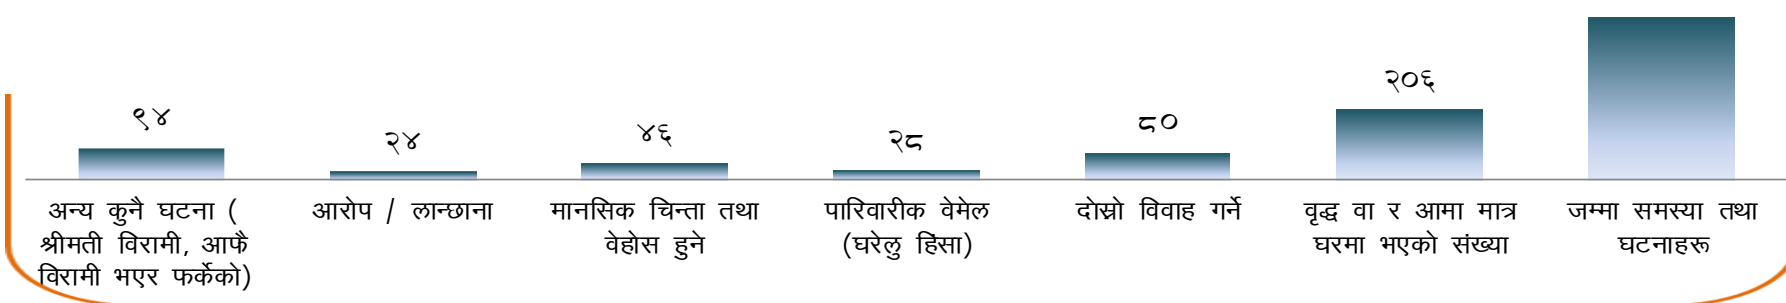 ९४
२४
४६
२८
८०
२०६
अन्य कुनै घटना (
श्रीमती विरामी, आफै
विरामी भएर फर्केको)
आरोप / लान्छाना
मानसिक चिन्ता तथा
वेहोस हुने
पारिवारीक वेमेल
(घरेलु हिंसा)
दोस्रो विवाह गर्ने
वृद्ध वा र आमा मात्र
घरमा भएको संख्या
जम्मा समस्या तथा
घटनाहरू